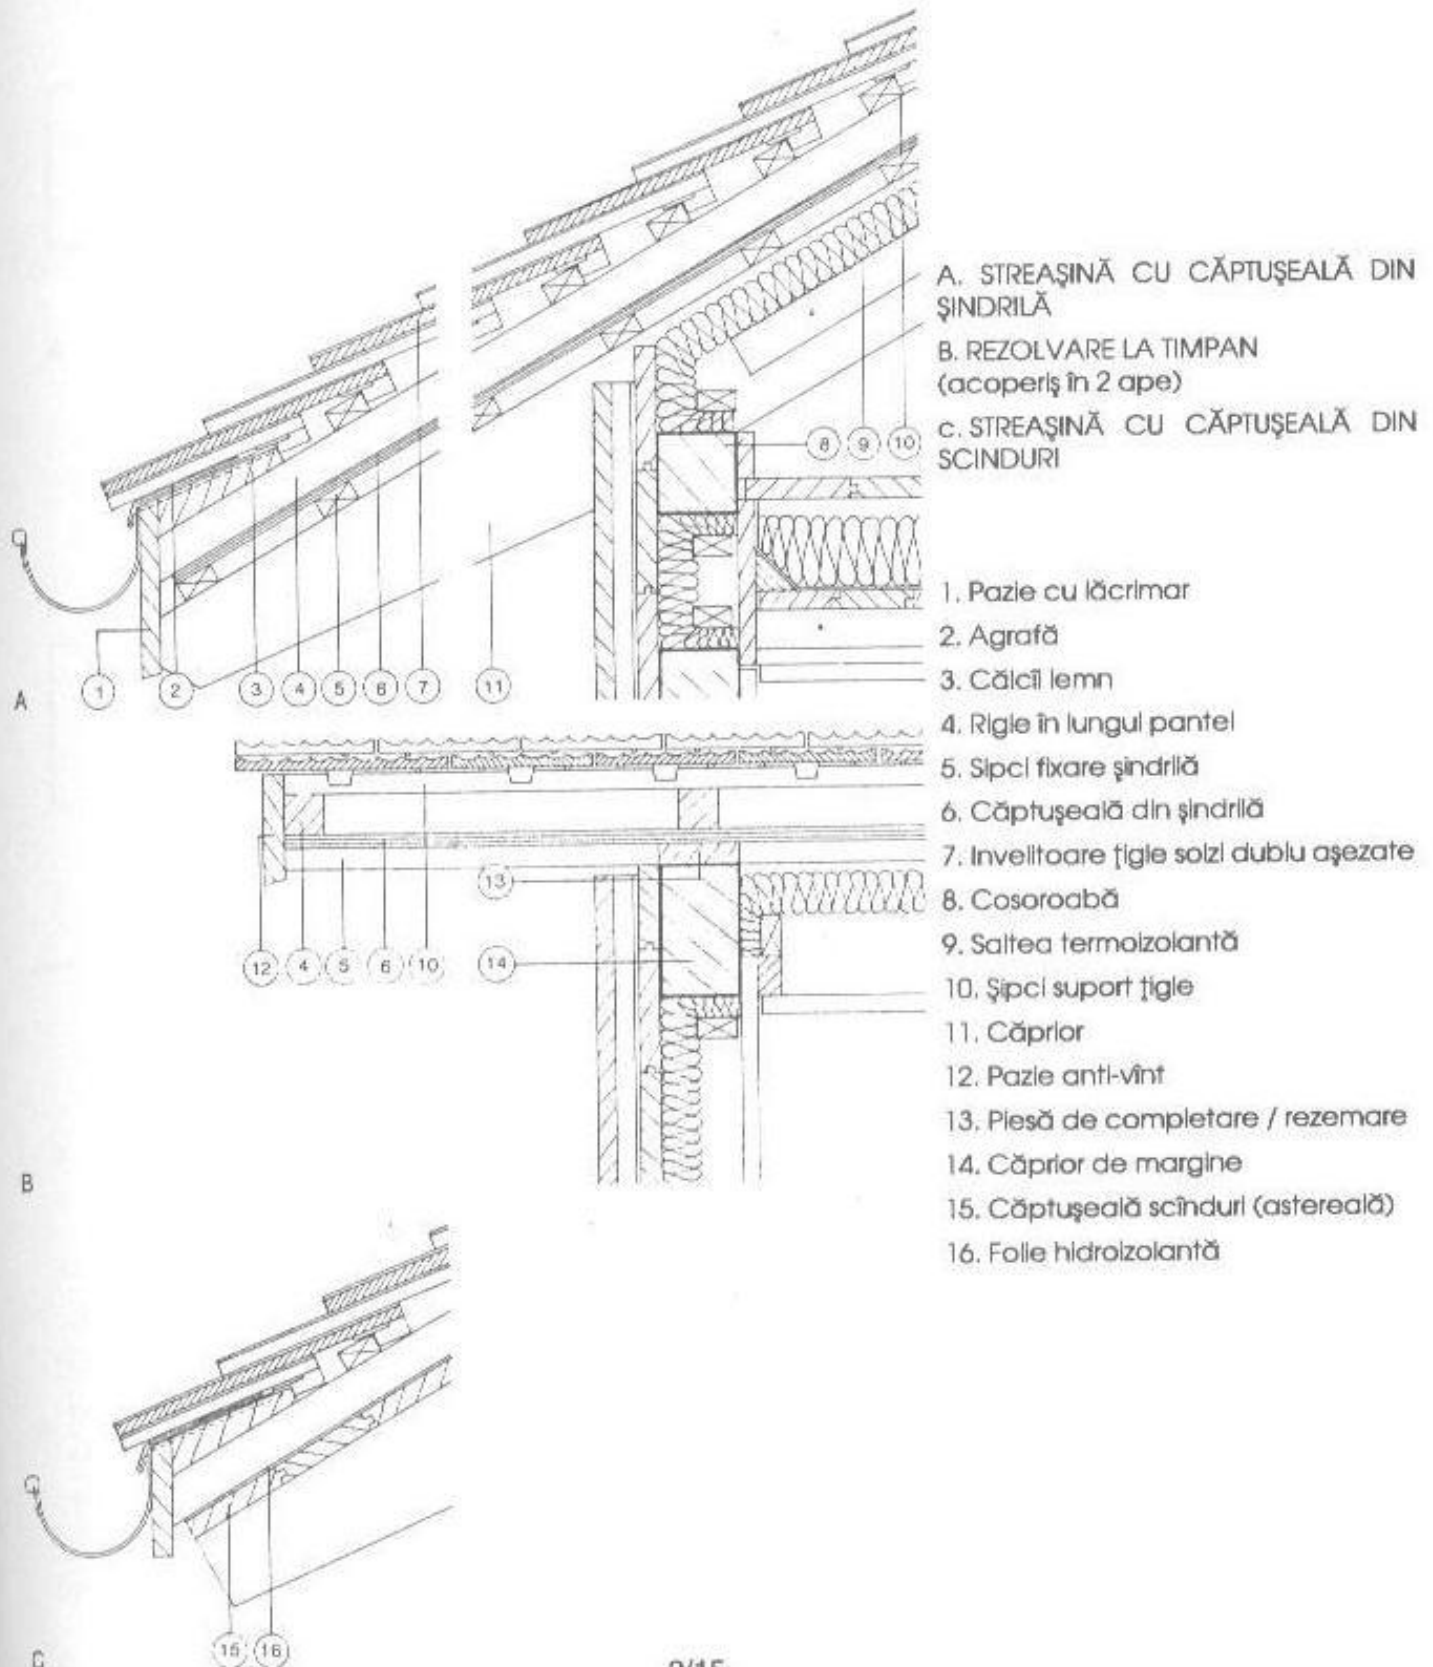 A. STREAŞINĂ CU CĂPTUŞEALĂ DIN
ŞINDRILĂ
B. REZOLVARE LA TIMPAN
(acoperiş în 2 ape)
c. STREAŞINĂ CU CĂPTUŞEALĂ DIN
SCINDURI
8 9 10
1. Pazie cu lăcrimar
2. Agrafă
3. Călcîi lemn
4. Rigle în lungul pantei
5. Sipci fixare şindrilă
6. Căptuşeală din şindrilă
7. Invelitoare ţigle solzi dublu aşezate
8. Cosoroabă
9. Saltea termoizolantă
10. Şipci suport ţigle
11. Căprior
12. Pazie anti-vînt
13. Piesă de completare / rezemare
14. Căprior de margine
15. Căptuşeală scînduri (astereală)
16. Folie hidroizolantă
A
1 2 3 4 5 6 7 11
13
12 4 5 6 10 14
B
15 16
C